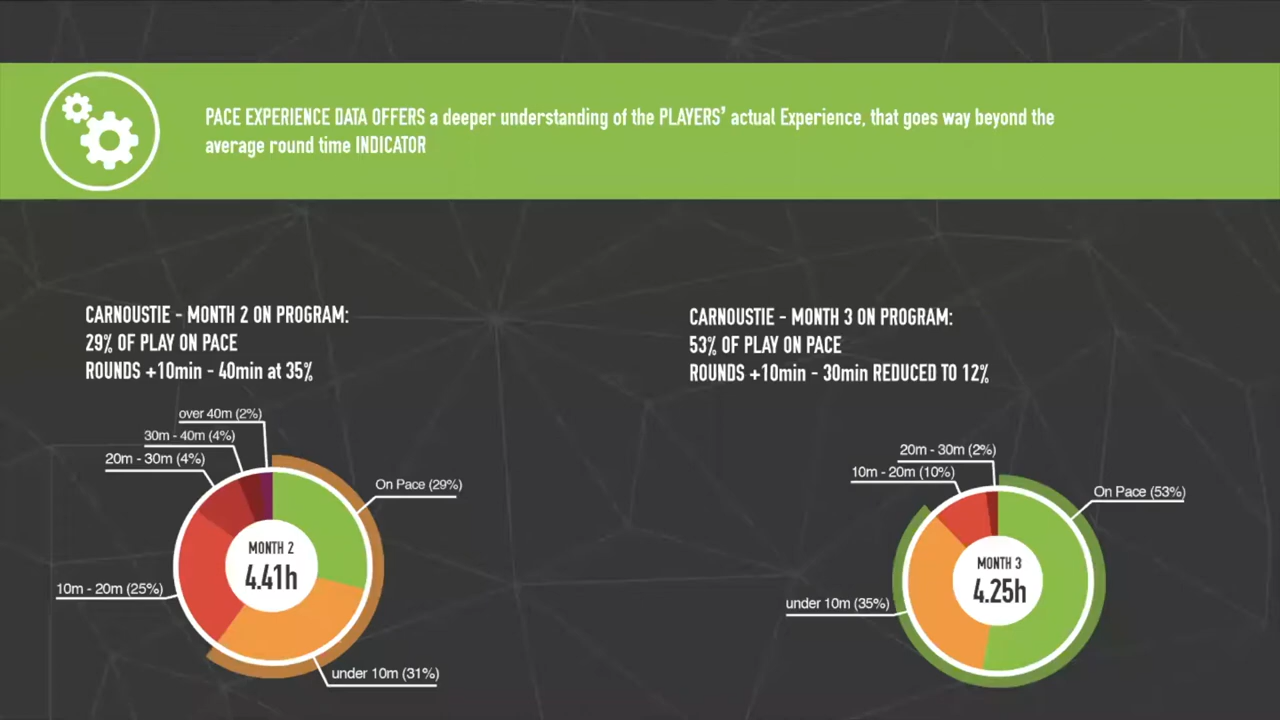 PACE EXPERIENCE DATA OFFERS a deeper understanding of the PLAYERS’ actual Experience, that goes way beyond the
average round time INDICATOR
CARNOUSTIE - MONTH 2 ON PROGRAM:
29% OF PLAY ON PACE
ROUNDS +10min - 40min at 35%
over 40m (2%)
30m - 40m (4%)
20m - 30m (4%)
On Pace (29%)
MONTH 2
4.41h
10m - 20m (25%)
under 10m (31%)
CARNOUSTIE - MONTH 3 ON PROGRAM:
53% OF PLAY ON PACE
ROUNDS +10min - 30min REDUCED TO 12%
20m - 30m (2%)
10m - 20m (10%)
On Pace (53%)
MONTH 3
4.25h
under 10m (35%)